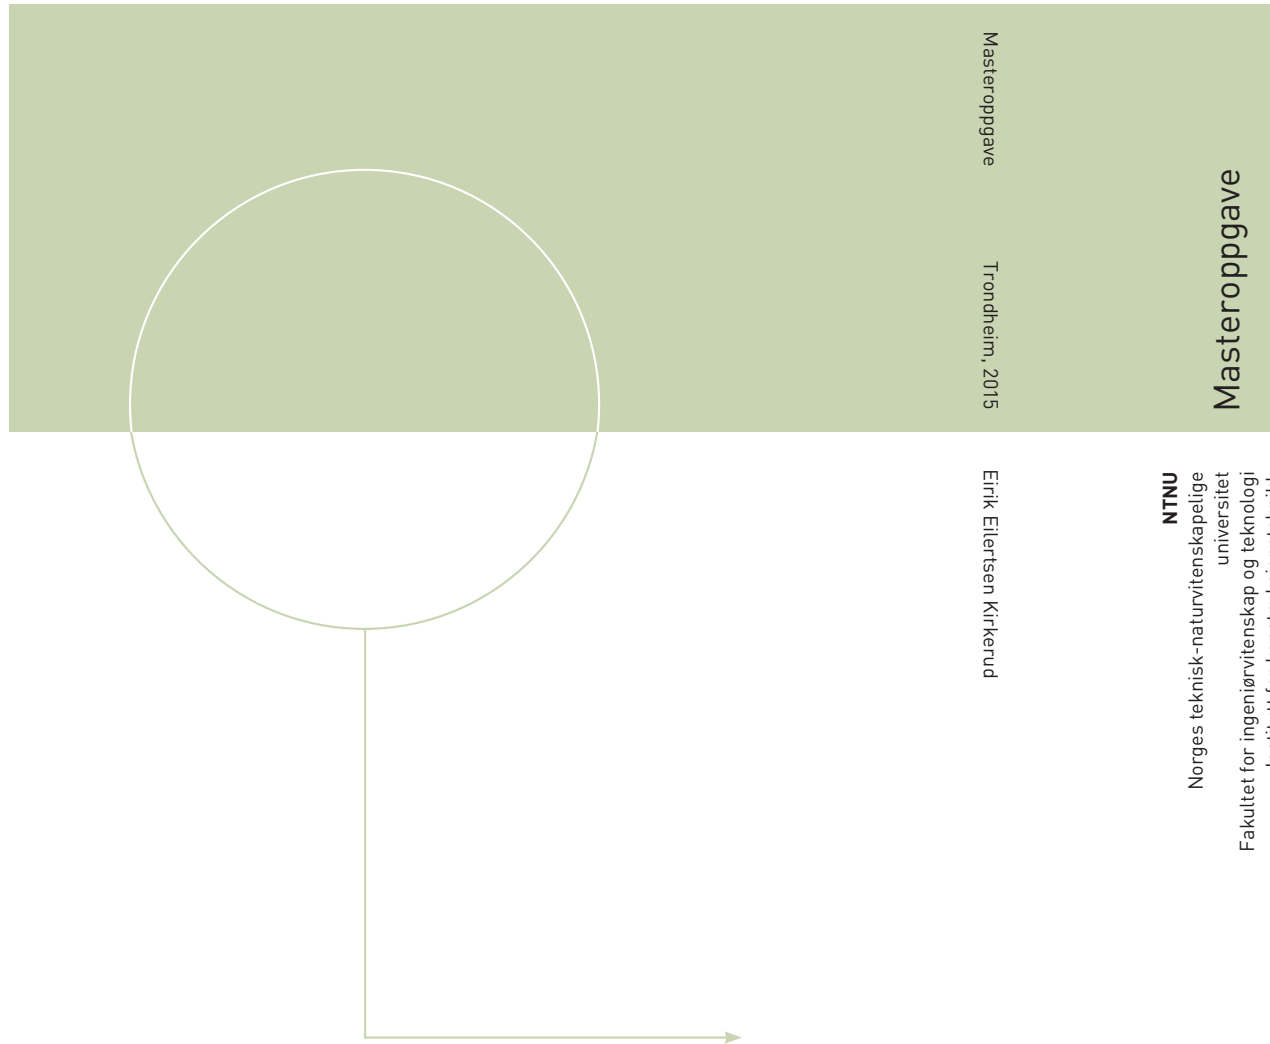 Masteroppgave
Trondheim, 2015
Eirik Eilertsen Kirkerud
Masteroppgave
NTNU
Norges teknisk-naturvitenskapelige
universitet
Fakultet for ingeniørvitenskap og teknologi